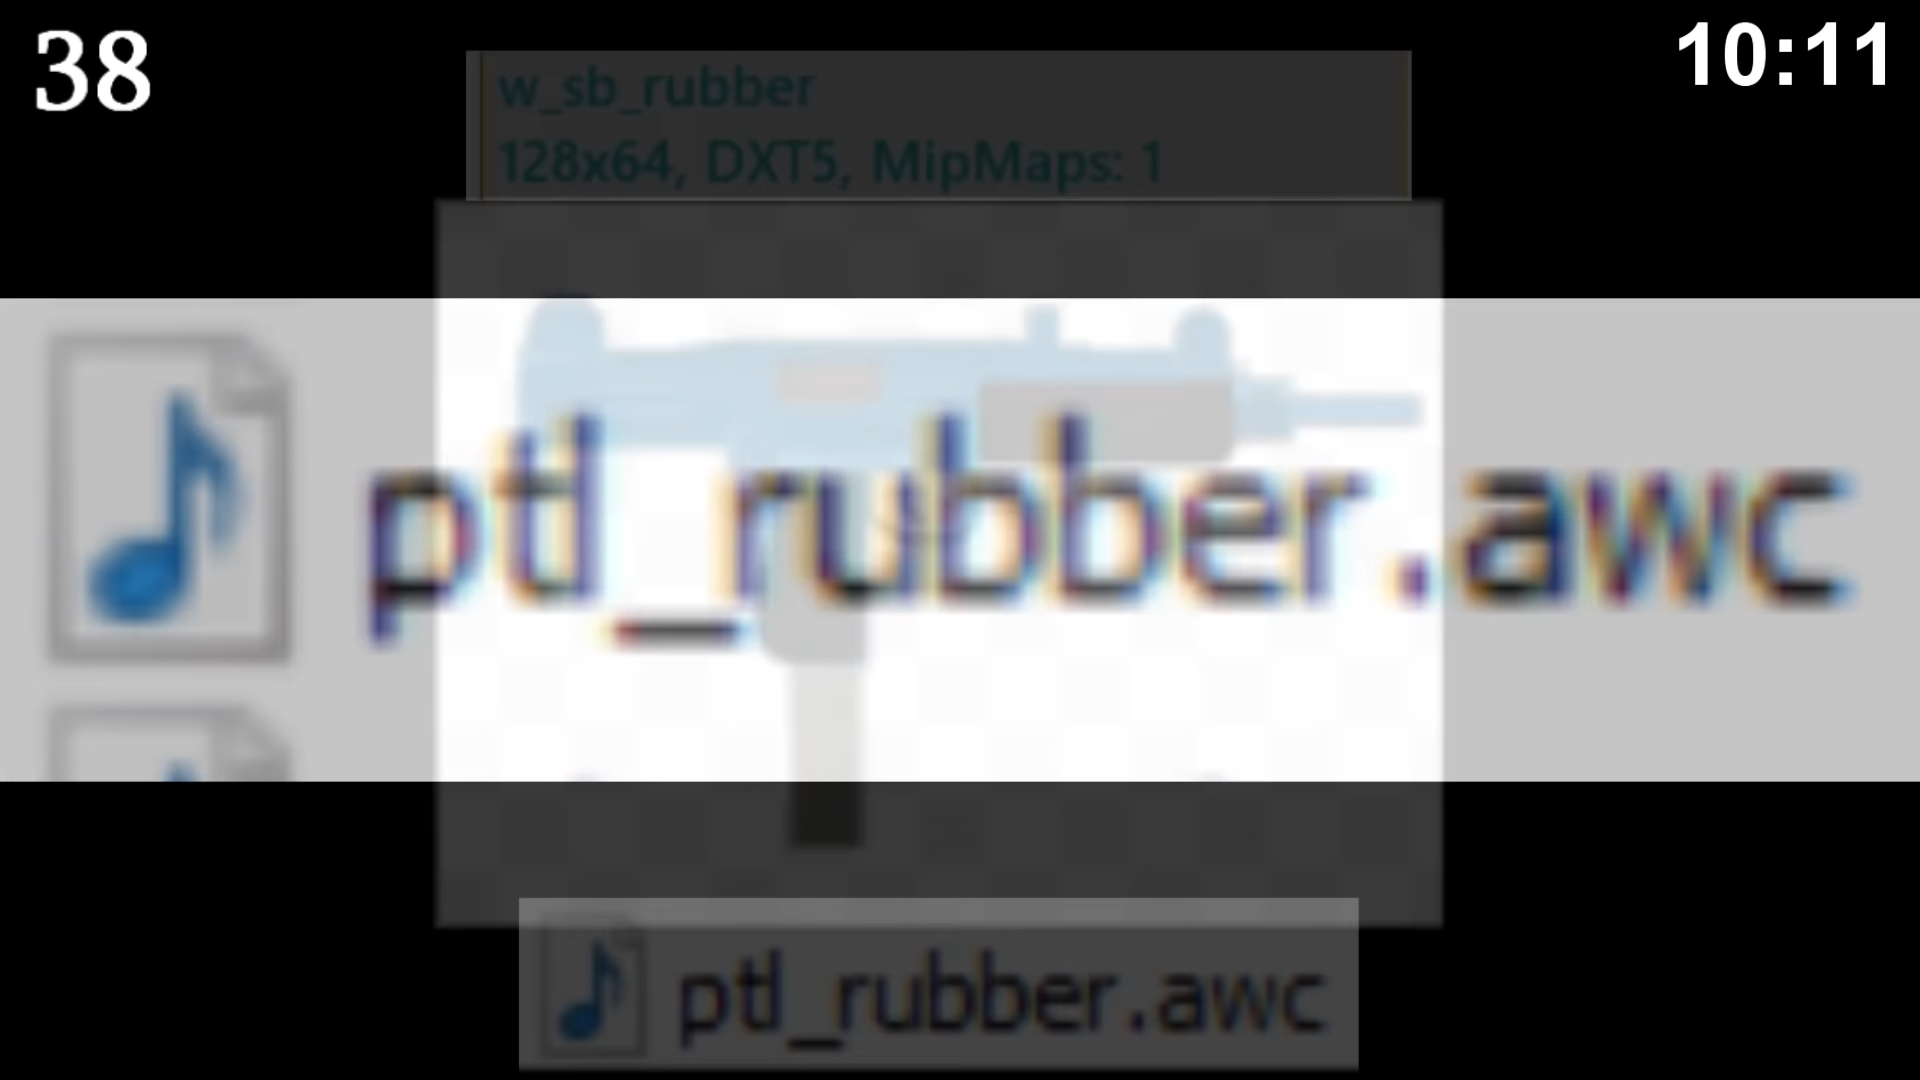 38
10:11
w_sb_rubber
128x64, DXT5, MipMaps: 1
ptl_rubber.awc
ptl_rubber.awc